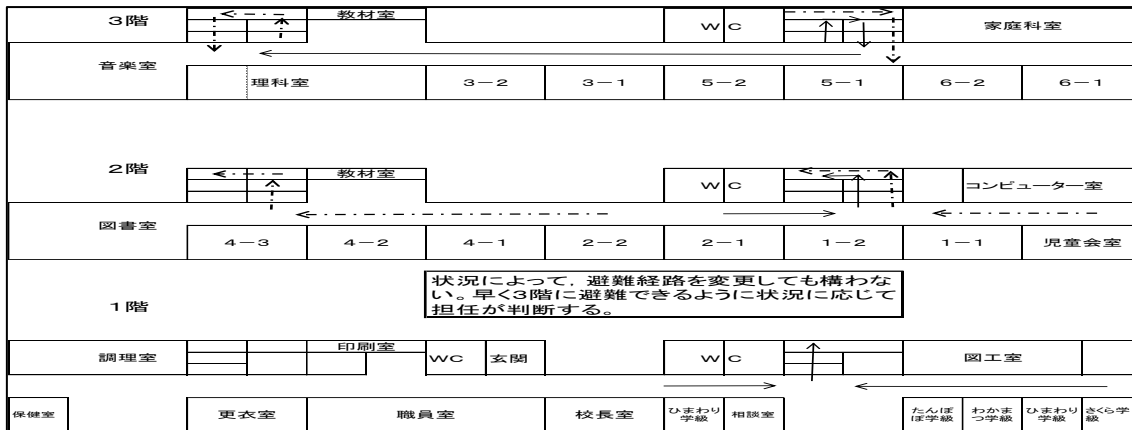 3階
教材室
WC
家庭科室
音楽室
理科室
3-2
3-1
5-2
5-1
6-2
6-1
2階
教材室
WC
コンピューター室
図書室
4-3
4-2
4-1
2-2
2-1
1-2
1-1
児童会室
状況によって，避難経路を変更しても構わな
い。早く3階に避難できるように状況に応じて
担任が判断する。
1階
調理室
印刷室
WC
玄関
WC
図工室
保健室
更衣室
職員室
校長室
ひまわり
学級
相談室
たんぽ
ぽ学級
わかま
つ学級
ひまわり
学級
さくら学
級